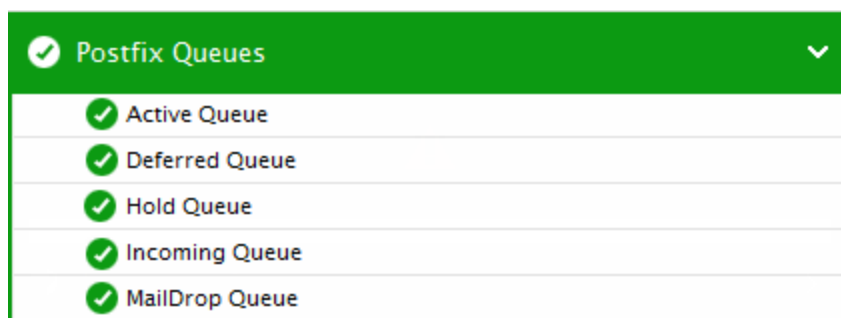 Postfix Queues
Active Queue
Deferred Queue
Hold Queue
Incoming Queue
MailDrop Queue